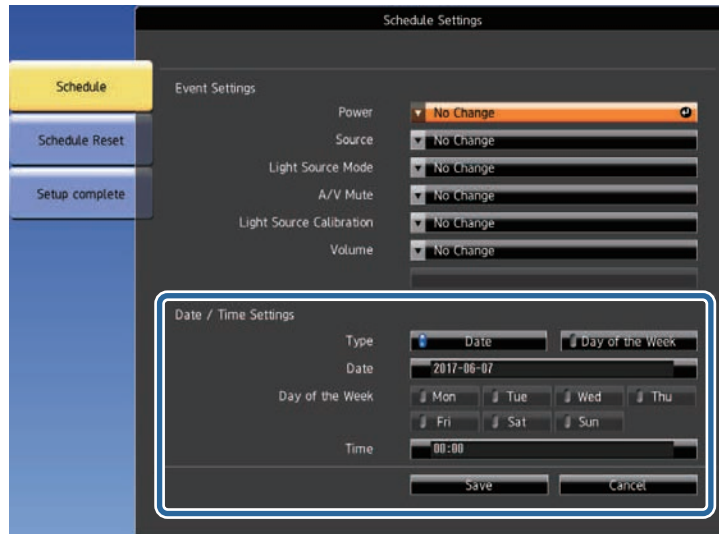 Schedule Settings
Schedule
Schedule Reset
Setup complete
Event Settings
Power No Change
Source No Change
Light Source Mode No Change
A/V Mute No Change
Light Source Calibration No Change
Volume No Change
Date / Time Settings
Type Date Day of the Week
Date 2017-06-07
Day of the Week Mon Tue Wed Thu
Fri Sat Sun
Time 00:00
Save Cancel